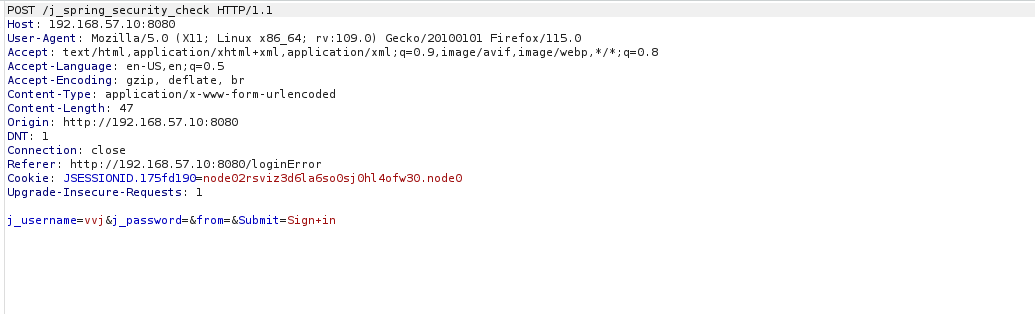 POST /j_spring_security_check HTTP/1.1
Host: 192.168.57.10:8080
User-Agent: Mozilla/5.0 (X11; Linux x86_64; rv:109.0) Gecko/20100101 Firefox/115.0
Accept: text/html,application/xhtml+xml,application/xml;q=0.9,image/avif,image/webp,*/*;q=0.8
Accept-Language: en-US,en;q=0.5
Accept-Encoding: gzip, deflate, br
Content-Type: application/x-www-form-urlencoded
Content-Length: 47
Origin: http://192.168.57.10:8080
DNT: 1
Connection: close
Referer: http://192.168.57.10:8080/loginError
Cookie: JSESSIONID.175fd190=node02rsviz3d6la6so0sj0hl4ofw30.node0
Upgrade-Insecure-Requests: 1
j_username=vvj&j_password=&from=&Submit=Sign+in